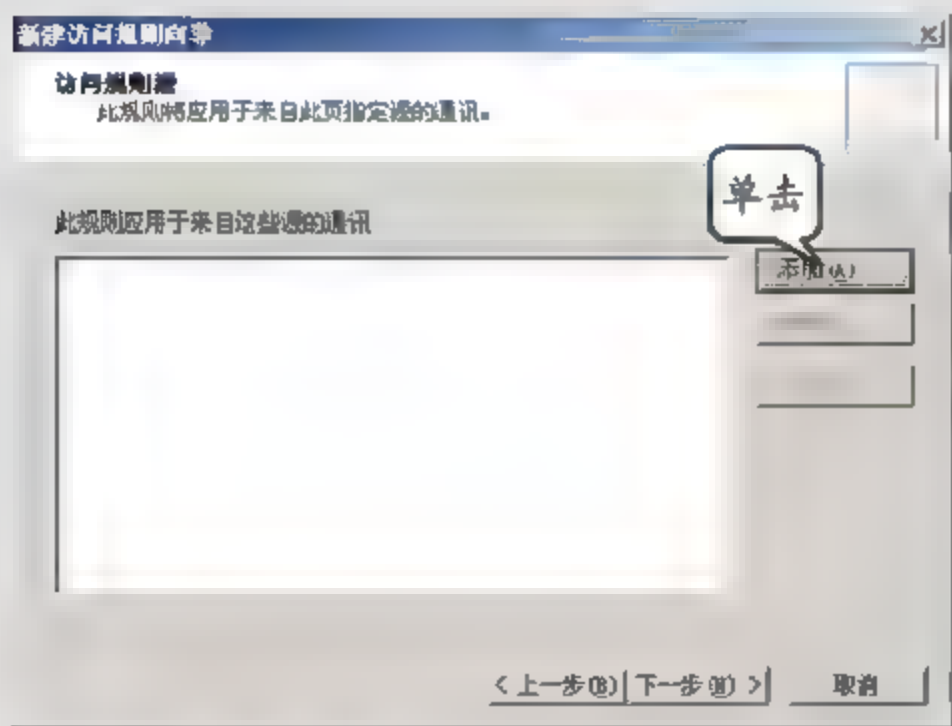 新建访问规则向导
访问规则源
此规则将应用于来自此页指定源的通讯。
单击
此规则应用于来自这些源的通讯
添加(A)
< 上一步(B)
下一步(N) >
取消